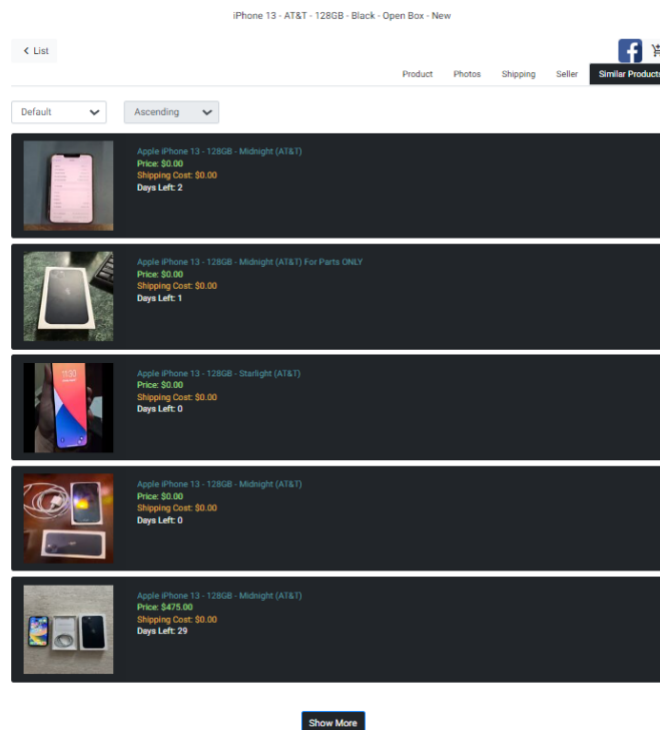 iPhone 13 - AT&T - 128GB - Black - Open Box - New
List
Product Photos Shipping Seller Similar Products
Default Ascending
Apple iPhone 13 - 128GB - Midnight (AT&T)
Price: $0.00
Shipping Cost: $0.00
Days Left: 2
Apple iPhone 13 - 128GB - Midnight (AT&T) For Parts ONLY
Price: $0.00
Shipping Cost: $0.00
Days Left: 1
Apple iPhone 13 - 128GB - Starlight (AT&T)
Price: $0.00
Shipping Cost: $0.00
Days Left: 0
Apple iPhone 13 - 128GB - Midnight (AT&T)
Price: $0.00
Shipping Cost: $0.00
Days Left: 0
Apple iPhone 13 - 128GB - Midnight (AT&T)
Price: $475.00
Shipping Cost: $0.00
Days Left: 29
Show More